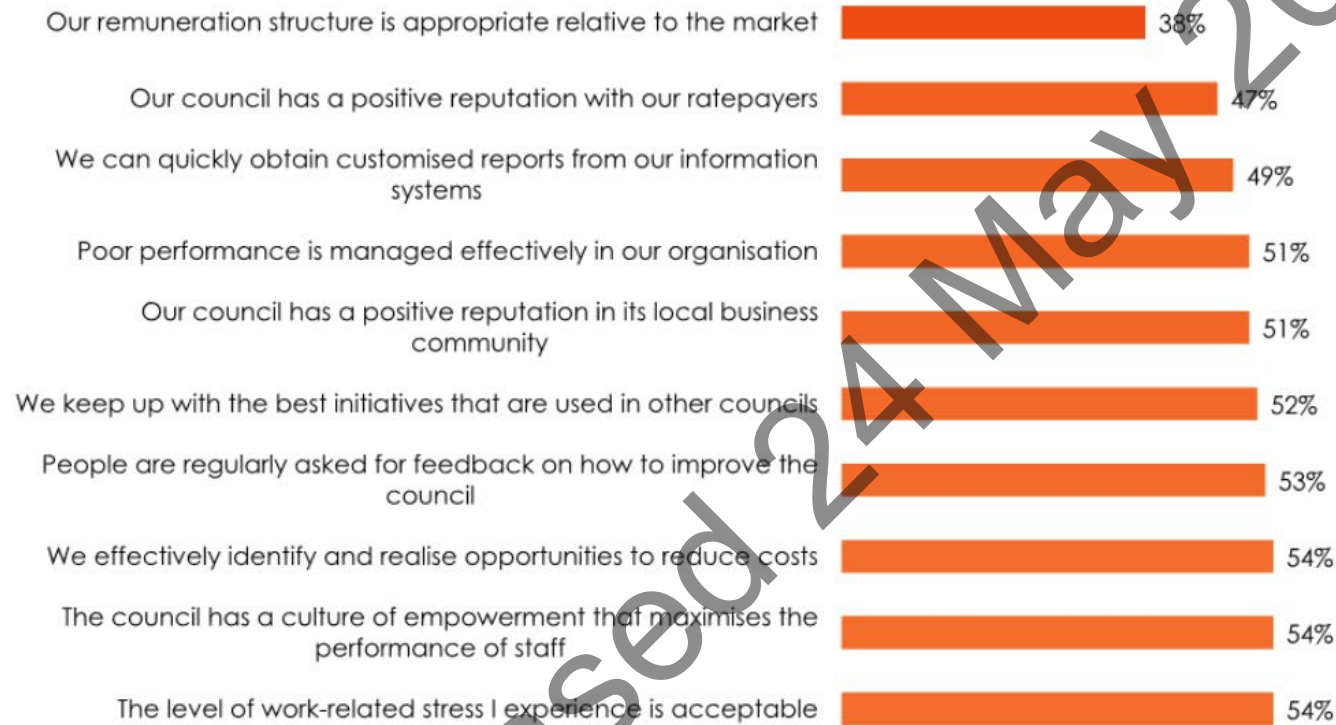 Our remuneration structure is appropriate relative to the market 38%
Our council has a positive reputation with our ratepayers 47%
We can quickly obtain customised reports from our information
systems 49%
Poor performance is managed effectively in our organisation 51%
Our council has a positive reputation in its local business
community 51%
We keep up with the best initiatives that are used in other councils 52%
People are regularly asked for feedback on how to improve the
council 53%
We effectively identify and realise opportunities to reduce costs 54%
The council has a culture of empowerment that maximises the
performance of staff 54%
The level of work-related stress I experience is acceptable 54%
24 May